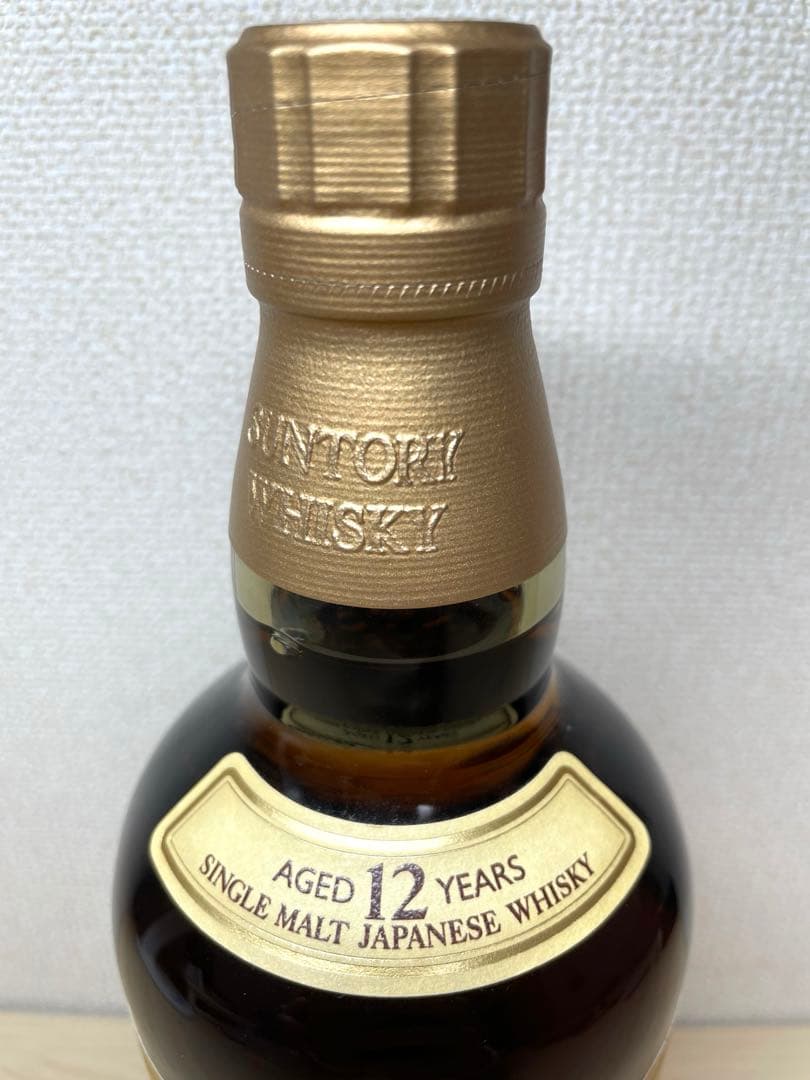 SUNTORY
WHISKY
AGED 12 YEARS
SINGLE MALT JAPANESE WHISKY